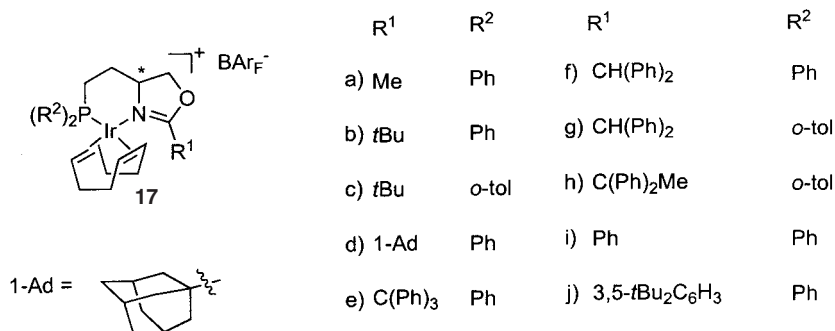 R¹ R² R¹ R²
]⁺ BArF⁻
*
a) Me Ph f) CH(Ph)₂ Ph
O
(R²)₂P N
Ir
R¹
b) tBu Ph g) CH(Ph)₂ o-tol
17
c) tBu o-tol h) C(Ph)₂Me o-tol
d) 1-Ad Ph i) Ph Ph
1-Ad =
e) C(Ph)₃ Ph j) 3,5-tBu₂C₆H₃ Ph